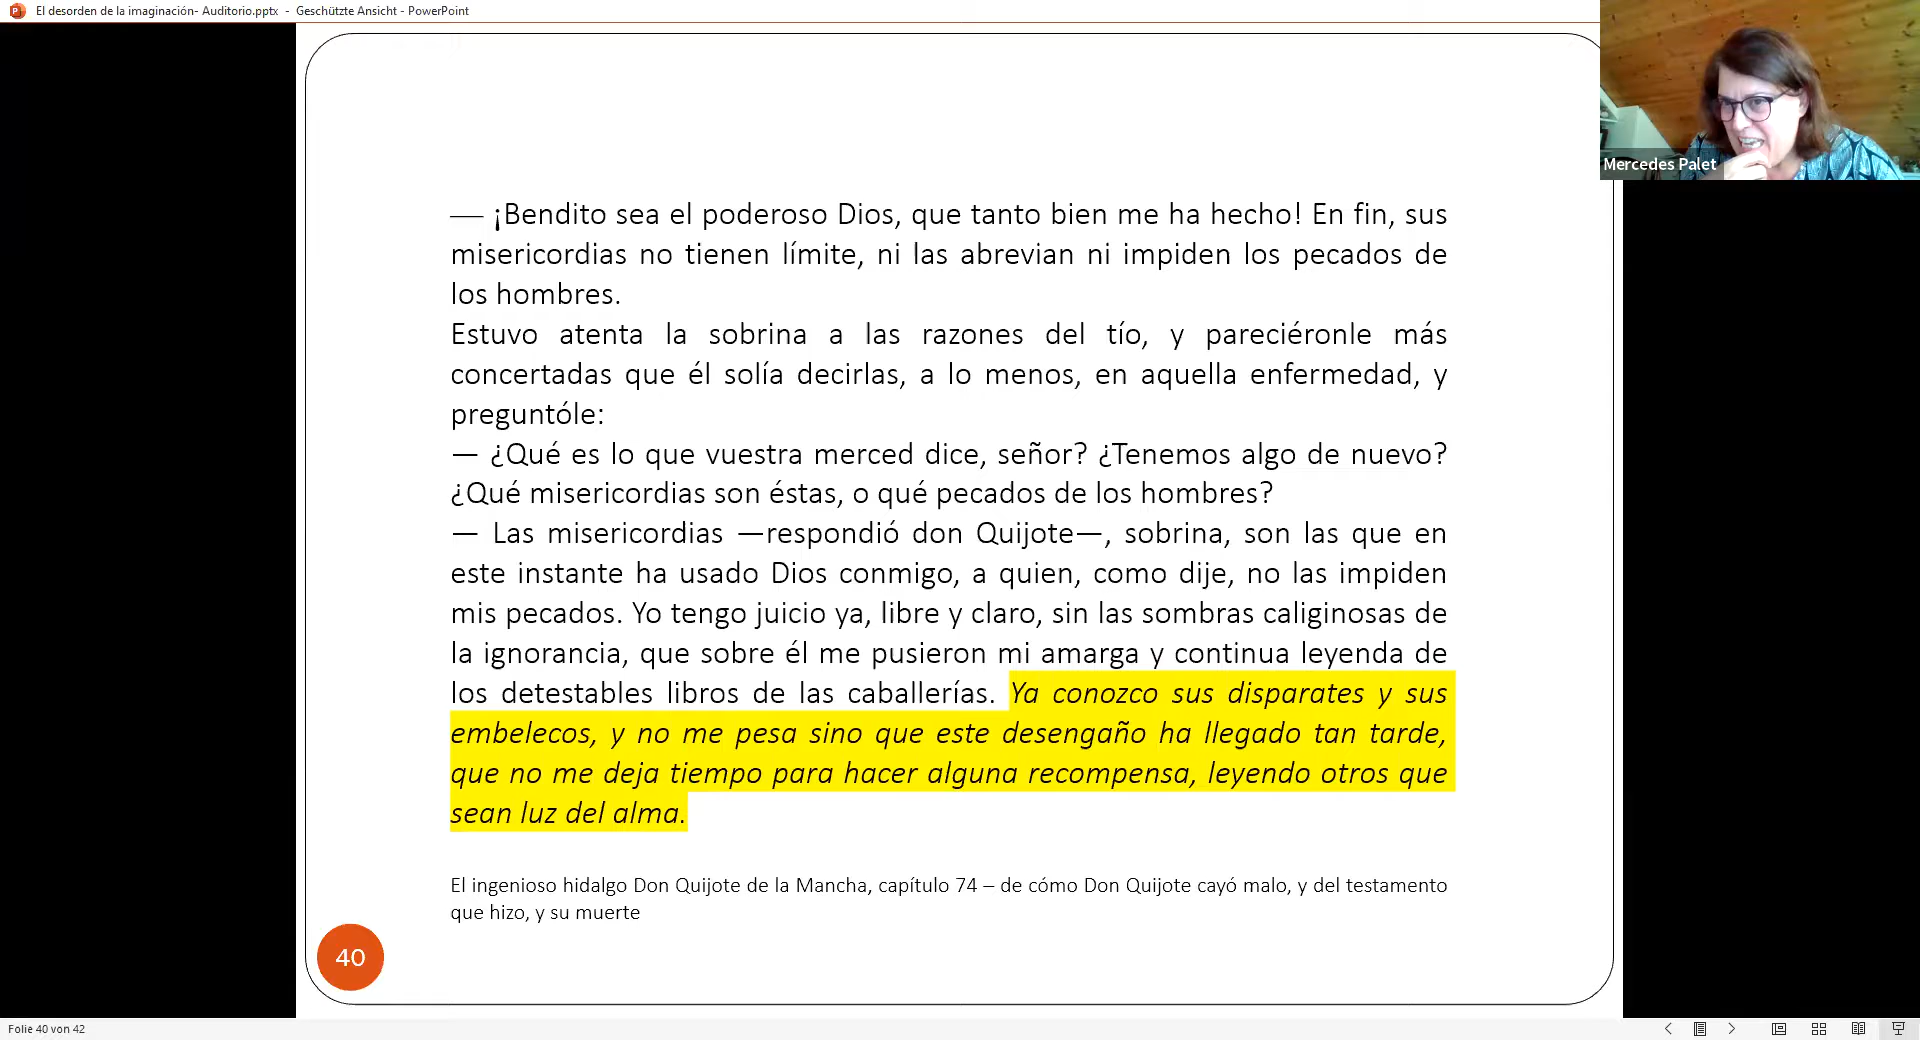 El desorden de la imaginación- Auditorio.pptx - Geschützte Ansicht - PowerPoint
Mercedes Palet
— ¡Bendito sea el poderoso Dios, que tanto bien me ha hecho! En fin, sus
misericordias no tienen límite, ni las abrevian ni impiden los pecados de
los hombres.
Estuvo atenta la sobrina a las razones del tío, y pareciéronle más
concertadas que él solía decirlas, a lo menos, en aquella enfermedad, y
preguntóle:
— ¿Qué es lo que vuestra merced dice, señor? ¿Tenemos algo de nuevo?
¿Qué misericordias son éstas, o qué pecados de los hombres?
— Las misericordias —respondió don Quijote—, sobrina, son las que en
este instante ha usado Dios conmigo, a quien, como dije, no las impiden
mis pecados. Yo tengo juicio ya, libre y claro, sin las sombras caliginosas de
la ignorancia, que sobre él me pusieron mi amarga y continua leyenda de
los detestables libros de las caballerías. Ya conozco sus disparates y sus
embelecos, y no me pesa sino que este desengaño ha llegado tan tarde,
que no me deja tiempo para hacer alguna recompensa, leyendo otros que
sean luz del alma.
El ingenioso hidalgo Don Quijote de la Mancha, capítulo 74 – de cómo Don Quijote cayó malo, y del testamento
que hizo, y su muerte
40
Folie 40 von 42